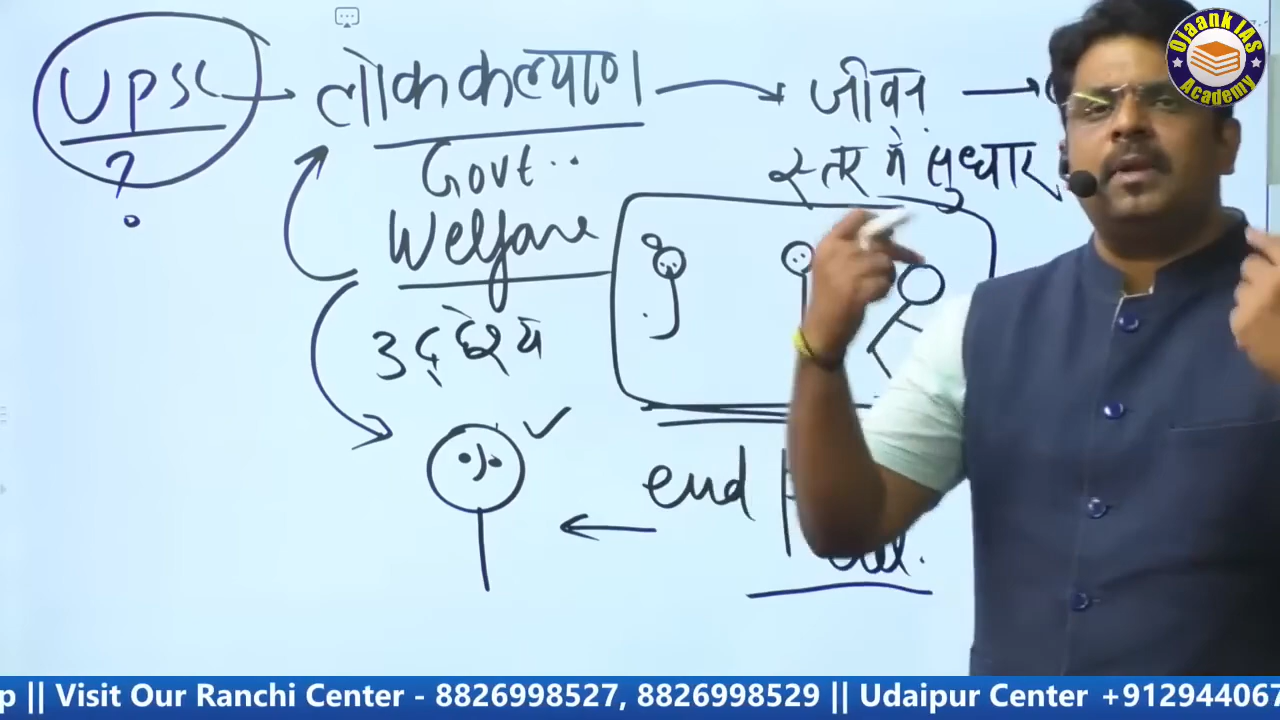 UPSC → लोककल्याण → जीवन →
?
Govt..
स्तर में सुधार
Welfare
उद्देश्य
end
Ojaank IAS
Academy
p || Visit Our Ranchi Center - 8826998527, 8826998529 || Udaipur Center +912944067